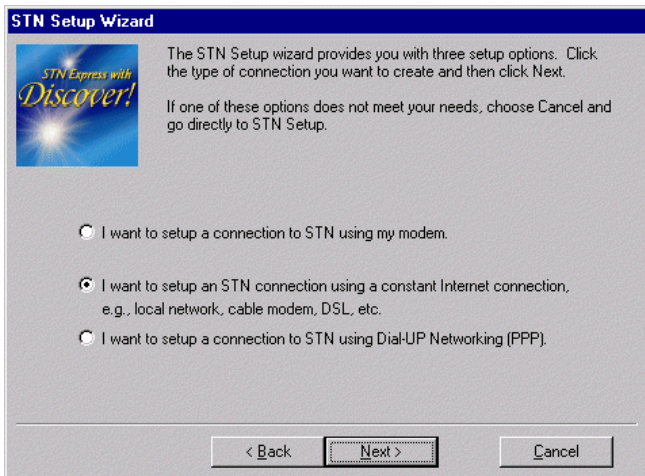 STN Setup Wizard
STN Express with
Discover!
The STN Setup wizard provides you with three setup options. Click
the type of connection you want to create and then click Next.
If one of these options does not meet your needs, choose Cancel and
go directly to STN Setup.
I want to setup a connection to STN using my modem.
I want to setup an STN connection using a constant Internet connection,
e.g., local network, cable modem, DSL, etc.
I want to setup a connection to STN using Dial-UP Networking (PPP).
< Back
Next >
Cancel